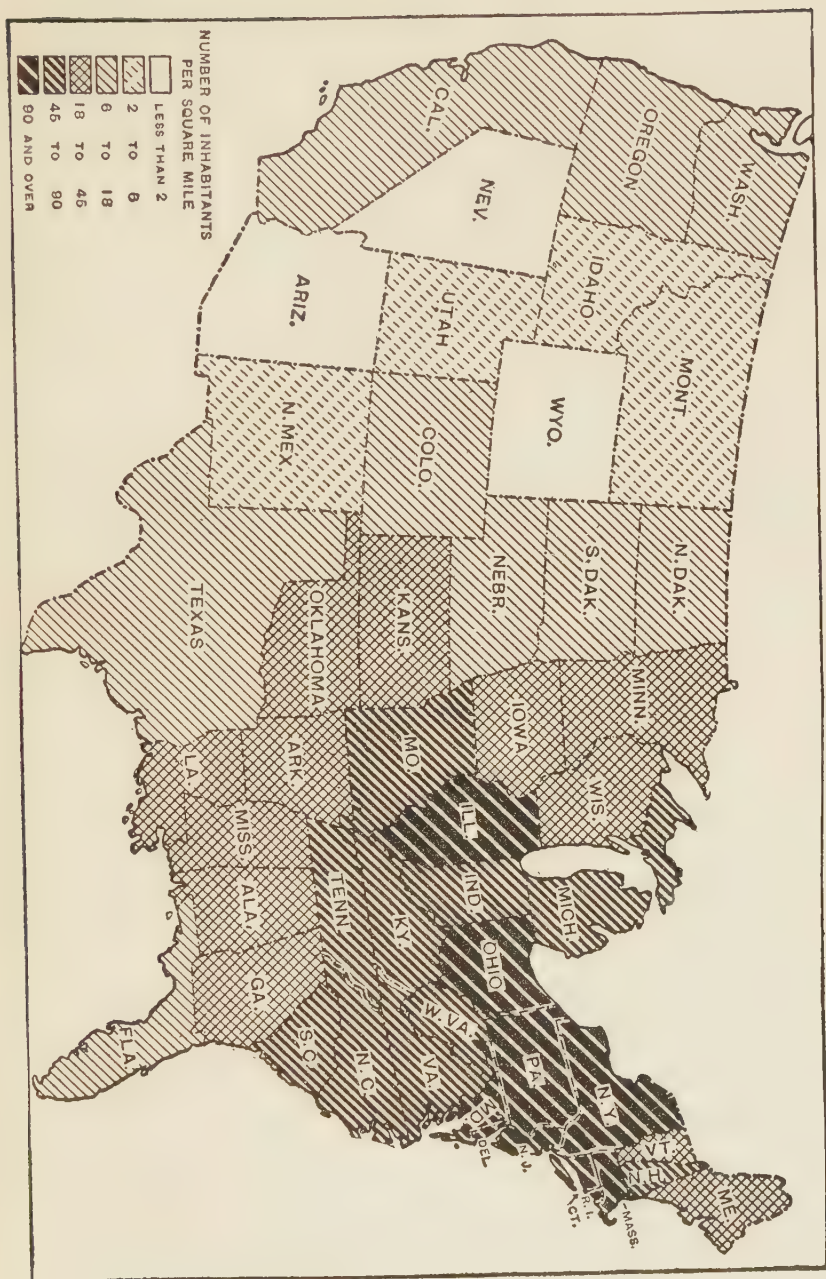 WASH.
OREGON
CAL.
NEV.
IDAHO
MONT
WYO.
UTAH
COLO.
ARIZ.
N. MEX
N. DAK.
S. DAK.
NEBR.
KANS.
OKLAHOMA
TEXAS
MINN.
IOWA
MO.
ARK.
LA.
WIS.
ILL.
MICH.
IND.
OHIO
KY.
TENN.
MISS.
ALA.
GA.
FLA.
S.C.
N.C.
VA.
W.VA.
PA.
N.Y.
VT.
N.H.
ME.
MASS.
R. I.
CT.
N. J.
DEL
MD.
NUMBER OF INHABITANTS
PER SQUARE MILE
LESS THAN 2
2 TO 6
6 TO 18
18 TO 45
45 TO 90
90 AND OVER